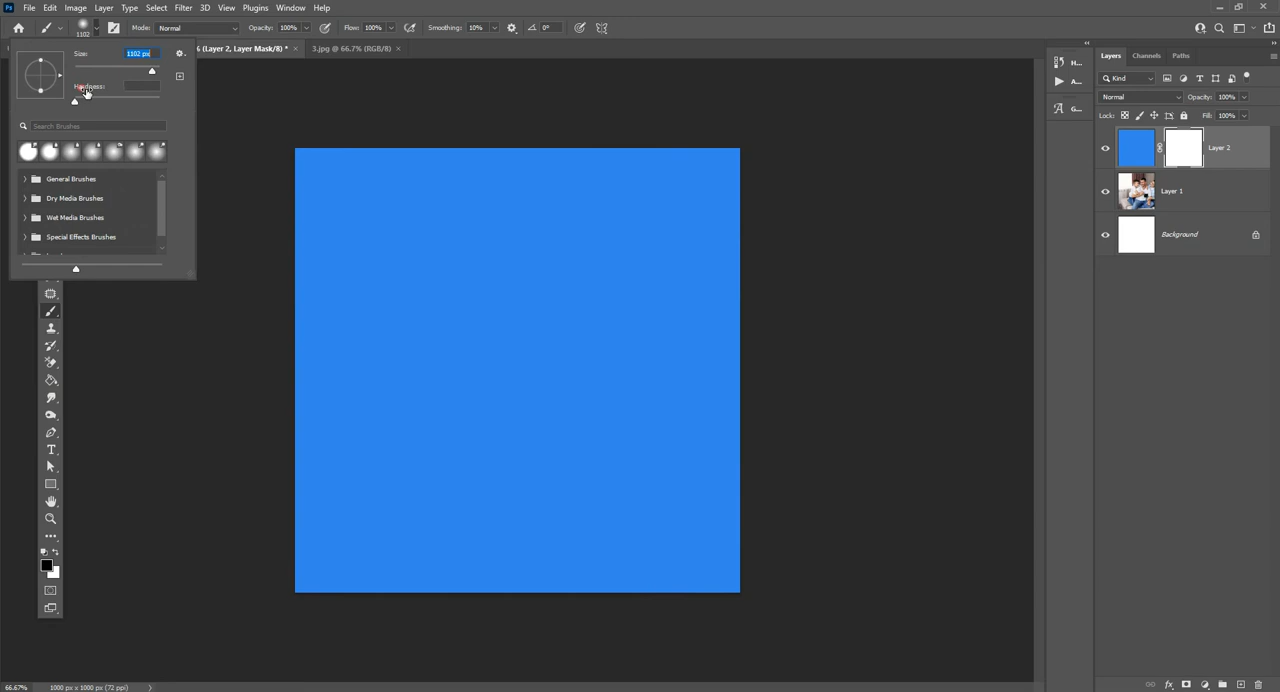 Ps File Edit Image Layer Type Select Filter 3D View Plugins Window Help
1102 Mode: Normal Opacity: 100% Flow: 100% Smoothing: 10% 0°
% (Layer 2, Layer Mask/8) * × 3.jpg @ 66.7% (RGB/8) ×
Size: 1102 px
Hardness:
Search Brushes
General Brushes
Dry Media Brushes
Wet Media Brushes
Special Effects Brushes
H...
A...
G...
Layers Channels Paths
Kind
Normal Opacity: 100%
Lock: Fill: 100%
Layer 2
Layer 1
Background
fx
66.67% 1000 px x 1000 px (72 ppi)